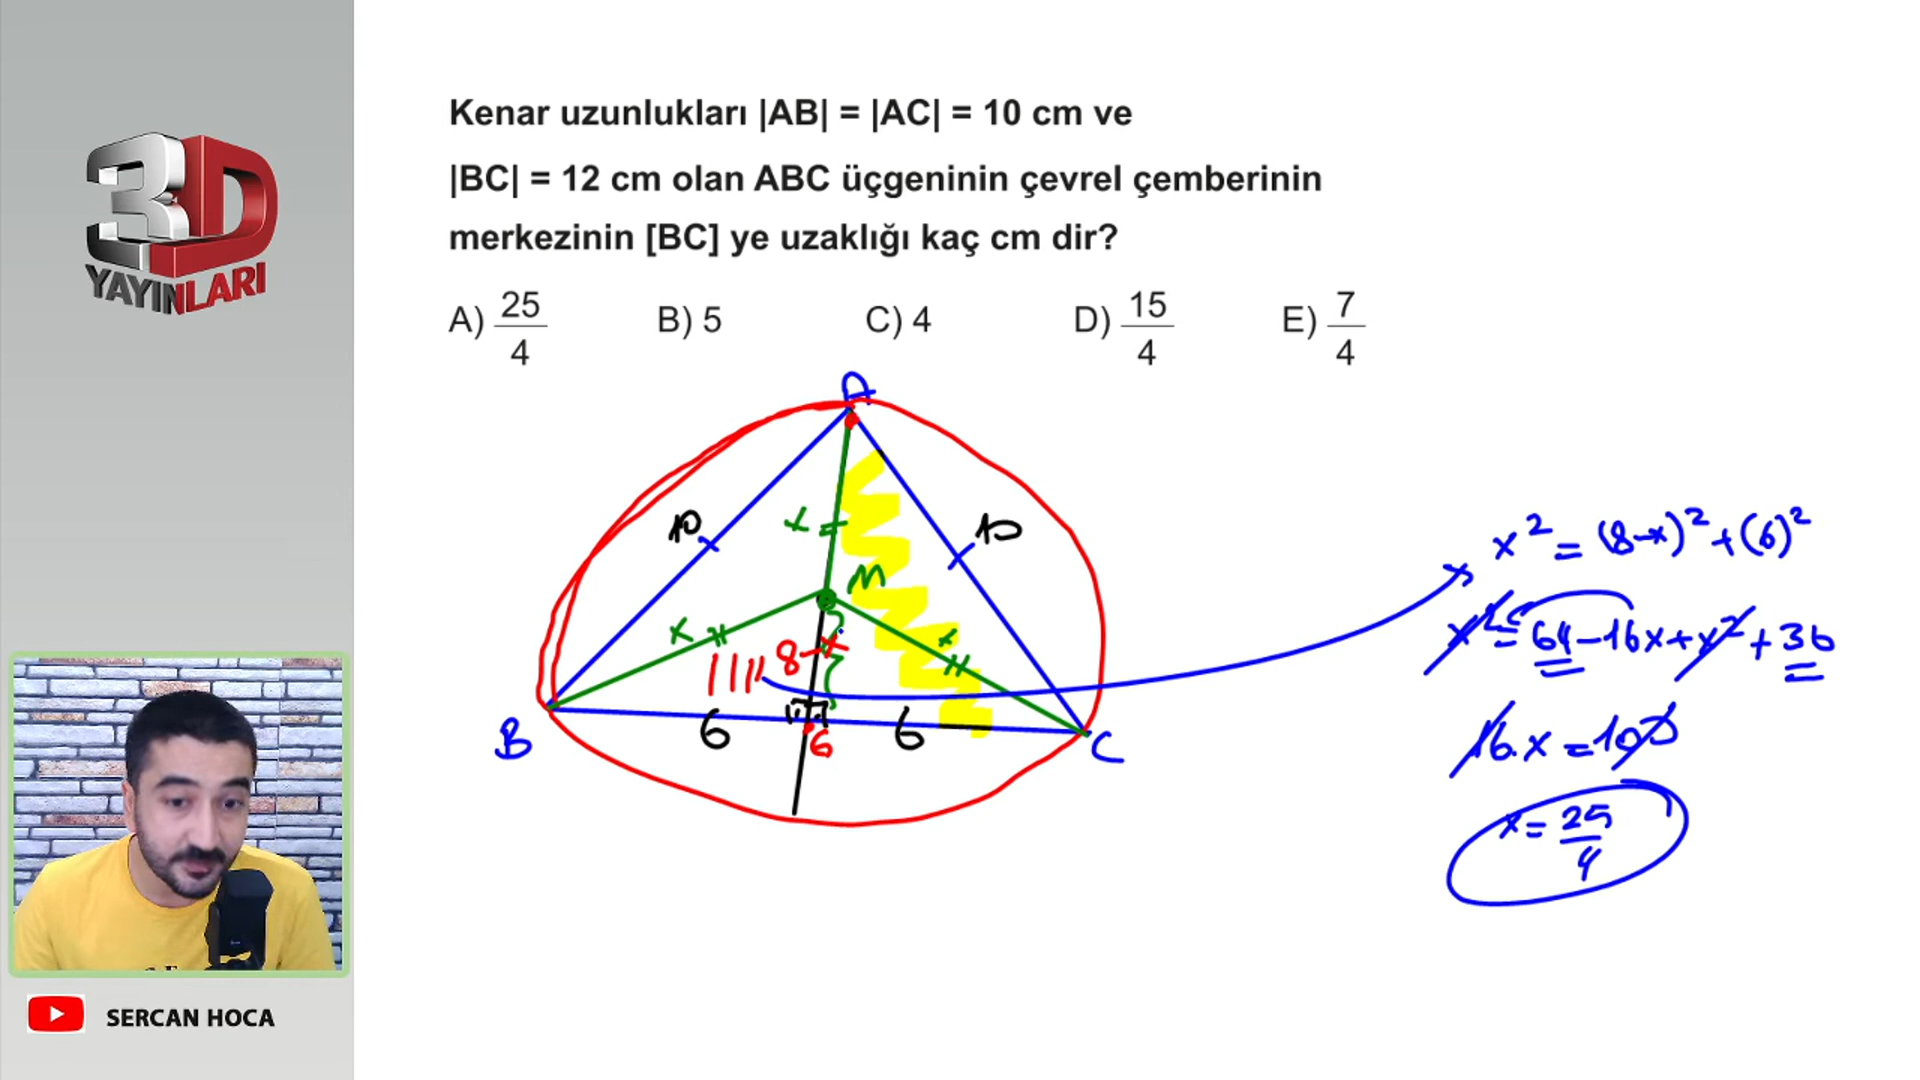 3D
YAYINLARI
Kenar uzunlukları |AB| = |AC| = 10 cm ve
|BC| = 12 cm olan ABC üçgeninin çevrel çemberinin
merkezinin [BC] ye uzaklığı kaç cm dir?
A) 25/4 B) 5 C) 4 D) 15/4 E) 7/4
A
10 x 10
M
x x
8-x
B 6 6 6 C
x² = (8-x)² + (6)²
x² = 64 - 16x + x² + 36
16.x = 100
x = 25/4
SERCAN HOCA